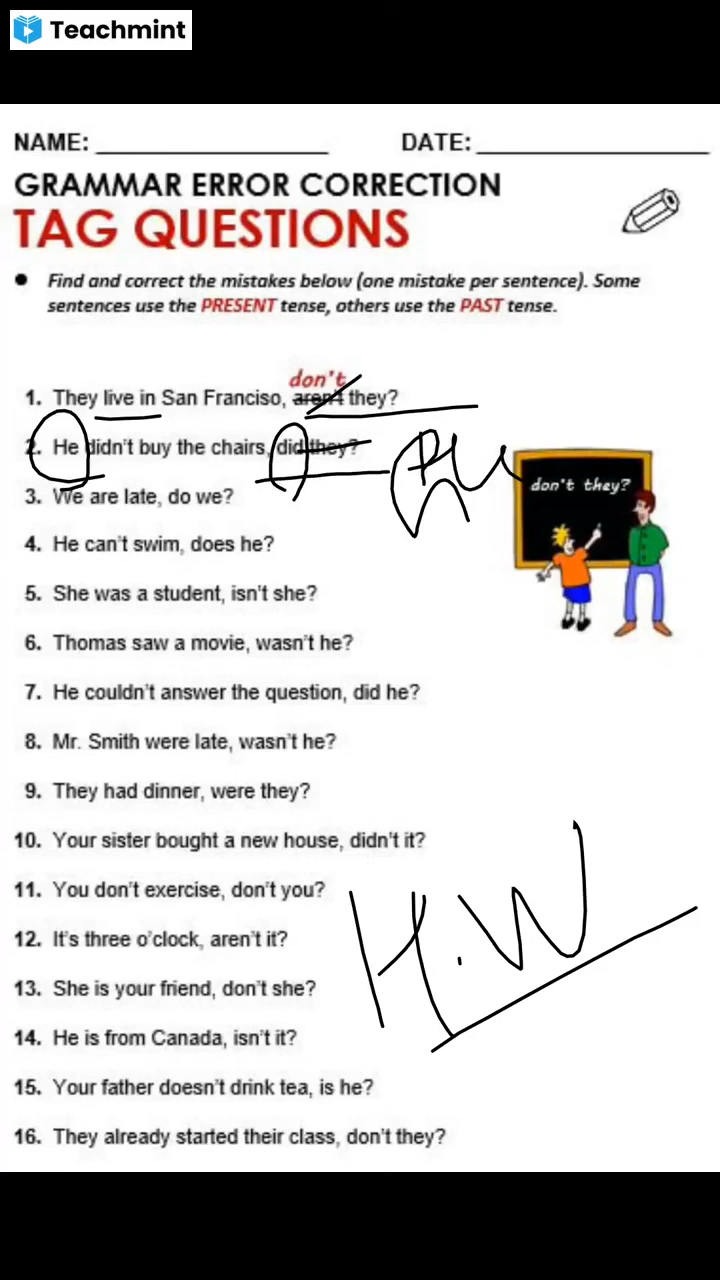 Teachmint
NAME: ____________ DATE: ____________
GRAMMAR ERROR CORRECTION
TAG QUESTIONS
● Find and correct the mistakes below (one mistake per sentence). Some
sentences use the PRESENT tense, others use the PAST tense.
don't
1. They live in San Franciso, aren't they?
2. He didn't buy the chairs, did they?
3. We are late, do we?
don't they?
4. He can't swim, does he?
5. She was a student, isn't she?
6. Thomas saw a movie, wasn't he?
7. He couldn't answer the question, did he?
8. Mr. Smith were late, wasn't he?
9. They had dinner, were they?
10. Your sister bought a new house, didn't it?
11. You don't exercise, don't you?
12. It's three o'clock, aren't it?
H.W
13. She is your friend, don't she?
14. He is from Canada, isn't it?
15. Your father doesn't drink tea, is he?
16. They already started their class, don't they?